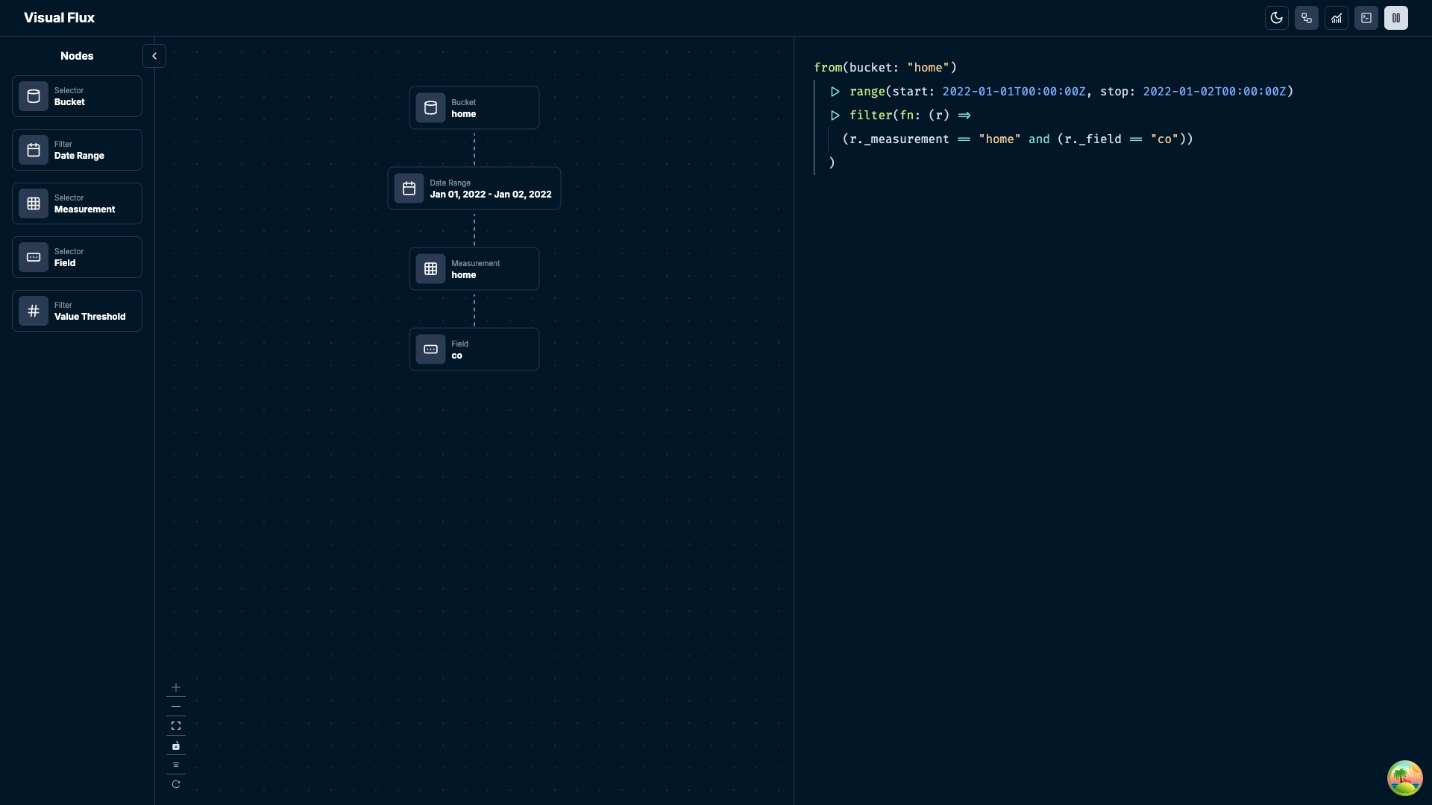 Visual Flux
Nodes
Selector
Bucket
Filter
Date Range
Selector
Measurement
Selector
Field
Filter
Value Threshold
Bucket
home
Date Range
Jan 01, 2022 - Jan 02, 2022
Measurement
home
Field
co
from(bucket: "home")
|> range(start: 2022-01-01T00:00:00Z, stop: 2022-01-02T00:00:00Z)
|> filter(fn: (r) =>
(r._measurement == "home" and (r._field == "co"))
)